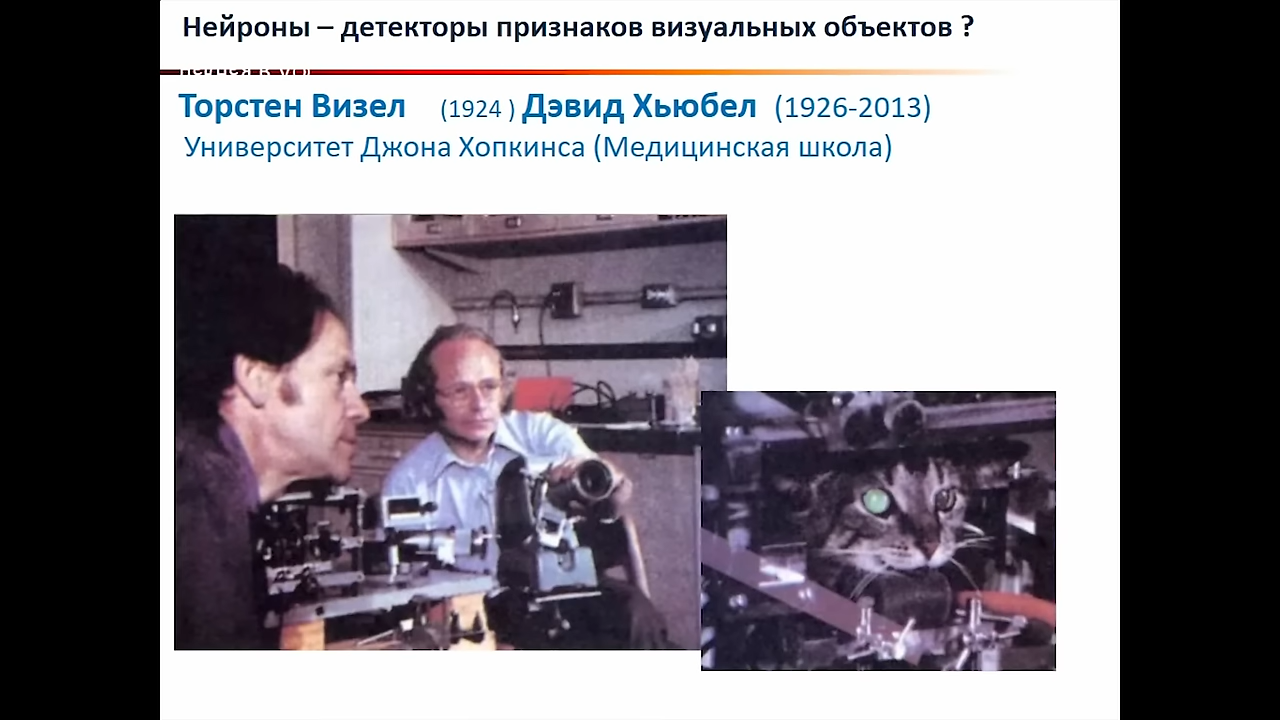 Нейроны – детекторы признаков визуальных объектов ?
Торстен Визел (1924 ) Дэвид Хьюбел (1926-2013)
Университет Джона Хопкинса (Медицинская школа)